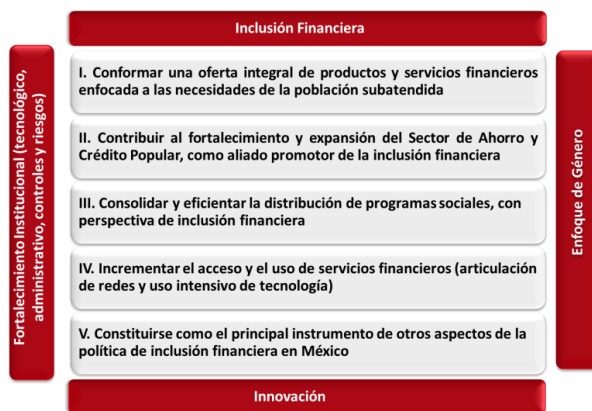 Inclusión Financiera
Fortalecimiento Institucional (tecnológico,
administrativo, controles y riesgos)
I. Conformar una oferta integral de productos y servicios financieros
enfocada a las necesidades de la población subatendida
II. Contribuir al fortalecimiento y expansión del Sector de Ahorro y
Crédito Popular, como aliado promotor de la inclusión financiera
III. Consolidar y eficientar la distribución de programas sociales, con
perspectiva de inclusión financiera
IV. Incrementar el acceso y el uso de servicios financieros (articulación
de redes y uso intensivo de tecnología)
V. Constituirse como el principal instrumento de otros aspectos de la
política de inclusión financiera en México
Enfoque de Género
Innovación